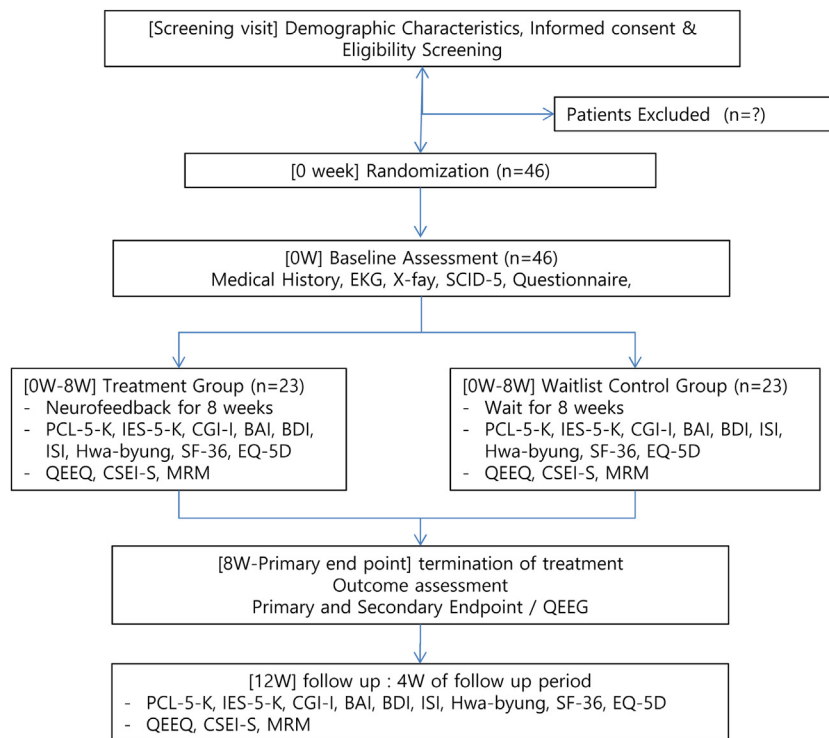 [Screening visit] Demographic Characteristics, Informed consent &
Eligibility Screening
Patients Excluded (n=?)
[0 week] Randomization (n=46)
[0W] Baseline Assessment (n=46)
Medical History, EKG, X-fay, SCID-5, Questionnaire,
[0W-8W] Treatment Group (n=23)
- Neurofeedback for 8 weeks
- PCL-5-K, IES-5-K, CGI-I, BAI, BDI,
ISI, Hwa-byung, SF-36, EQ-5D
- QEEQ, CSEI-S, MRM
[0W-8W] Waitlist Control Group (n=23)
- Wait for 8 weeks
- PCL-5-K, IES-5-K, CGI-I, BAI, BDI, ISI,
Hwa-byung, SF-36, EQ-5D
- QEEQ, CSEI-S, MRM
[8W-Primary end point] termination of treatment
Outcome assessment
Primary and Secondary Endpoint / QEEG
[12W] follow up : 4W of follow up period
- PCL-5-K, IES-5-K, CGI-I, BAI, BDI, ISI, Hwa-byung, SF-36, EQ-5D
- QEEQ, CSEI-S, MRM